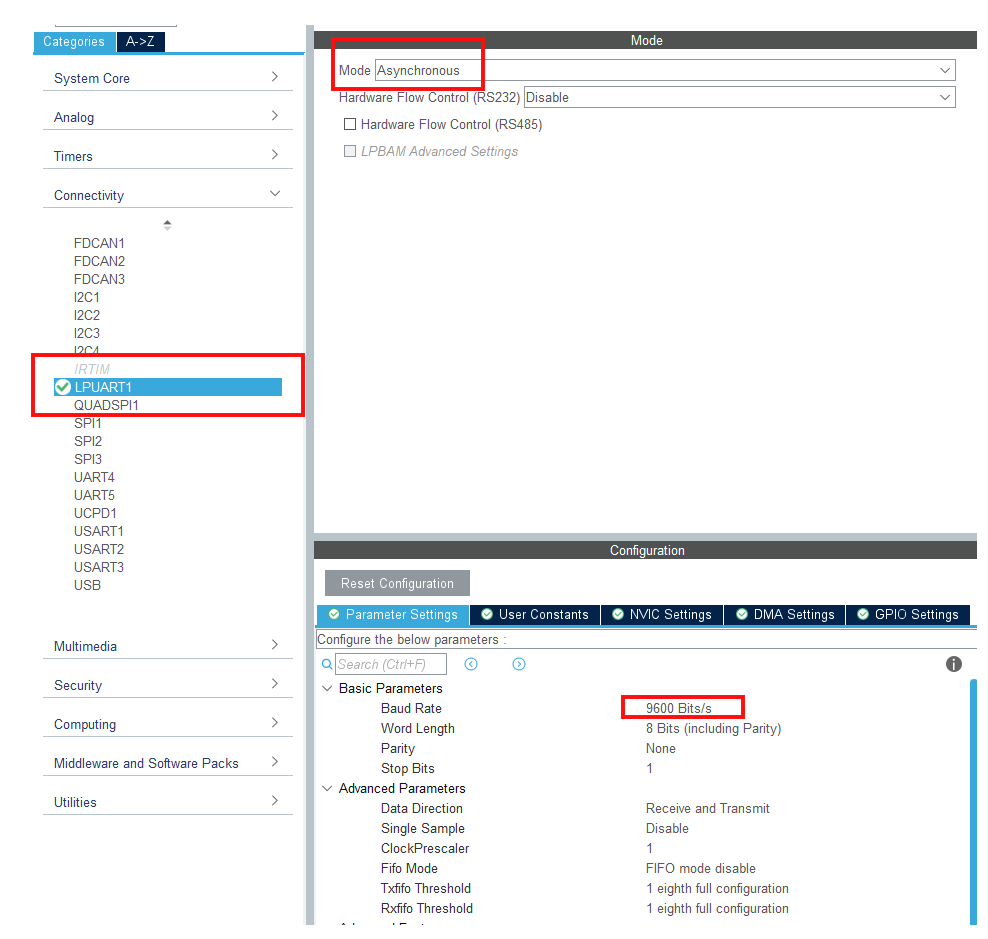 Categories A->Z
System Core
Analog
Timers
Connectivity
FDCAN1
FDCAN2
FDCAN3
I2C1
I2C2
I2C3
I2C4
IRTIM
LPUART1
QUADSPI1
SPI1
SPI2
SPI3
UART4
UART5
UCPD1
USART1
USART2
USART3
USB
Multimedia
Security
Computing
Middleware and Software Packs
Utilities
Mode
Mode Asynchronous
Hardware Flow Control (RS232) Disable
Hardware Flow Control (RS485)
LPBAM Advanced Settings
Configuration
Reset Configuration
Parameter Settings User Constants NVIC Settings DMA Settings GPIO Settings
Configure the below parameters :
Search (Ctrl+F)
Basic Parameters
Baud Rate 9600 Bits/s
Word Length 8 Bits (including Parity)
Parity None
Stop Bits 1
Advanced Parameters
Data Direction Receive and Transmit
Single Sample Disable
ClockPrescaler 1
Fifo Mode FIFO mode disable
Txfifo Threshold 1 eighth full configuration
Rxfifo Threshold 1 eighth full configuration